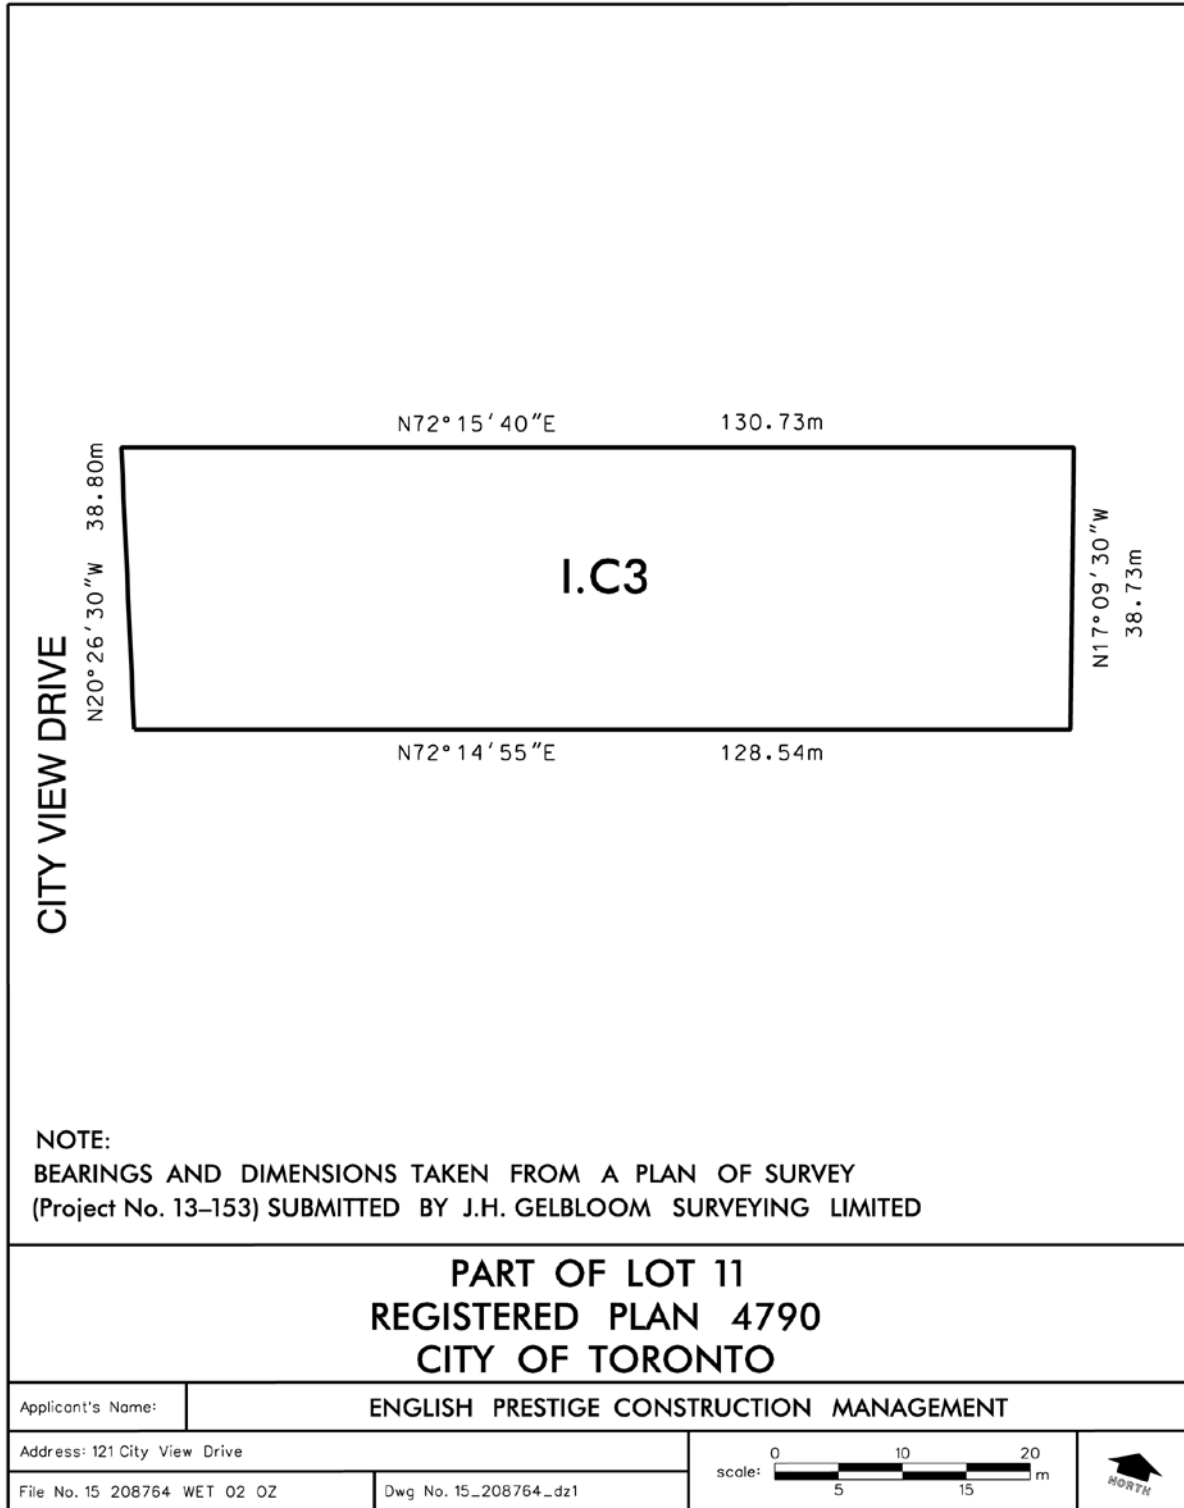 N72°15'40"E 130.73m
N20°26'30"W 38.80m
I.C3
N17°09'30"W
38.73m
CITY VIEW DRIVE
N72°14'55"E 128.54m
NOTE:
BEARINGS AND DIMENSIONS TAKEN FROM A PLAN OF SURVEY
(Project No. 13–153) SUBMITTED BY J.H. GELBLOOM SURVEYING LIMITED
PART OF LOT 11
REGISTERED PLAN 4790
CITY OF TORONTO
Applicant's Name: ENGLISH PRESTIGE CONSTRUCTION MANAGEMENT
Address: 121 City View Drive
File No. 15 208764 WET 02 OZ
Dwg No. 15_208764_dz1
0 10 20
scale: m
5 15
NORTH